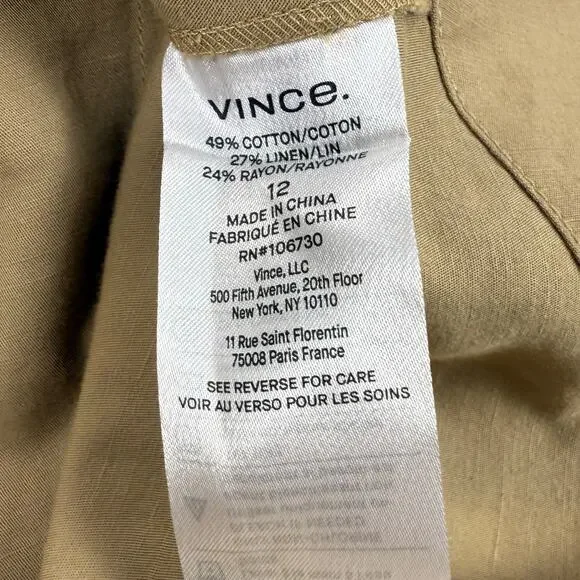 VINCe.
49% COTTON/COTON
27% LINEN/LIN
24% RAYON/RAYONNE
12
MADE IN CHINA
FABRIQUÉ EN CHINE
RN#106730
Vince, LLC
500 Fifth Avenue, 20th Floor
New York, NY 10110
11 Rue Saint Florentin
75008 Paris France
SEE REVERSE FOR CARE
VOIR AU VERSO POUR LES SOINS